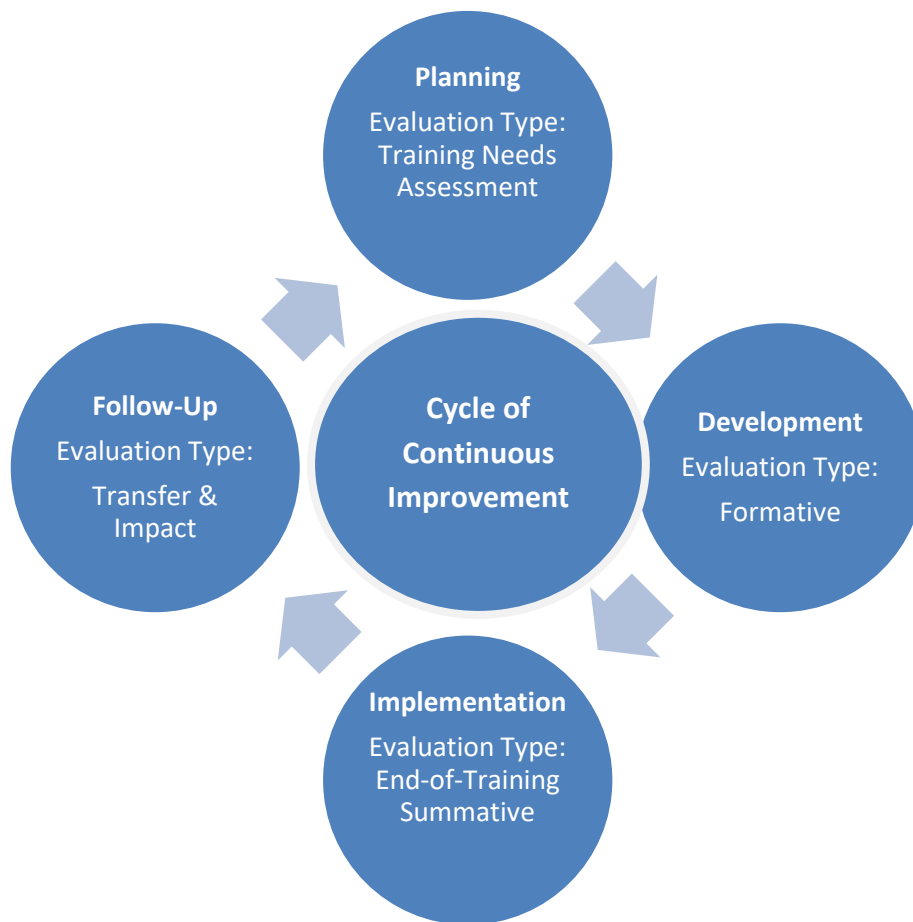 Planning
Evaluation Type:
Training Needs
Assessment
Follow-Up
Evaluation Type:
Transfer &
Impact
Cycle of
Continuous
Improvement
Development
Evaluation Type:
Formative
Implementation
Evaluation Type:
End-of-Training
Summative